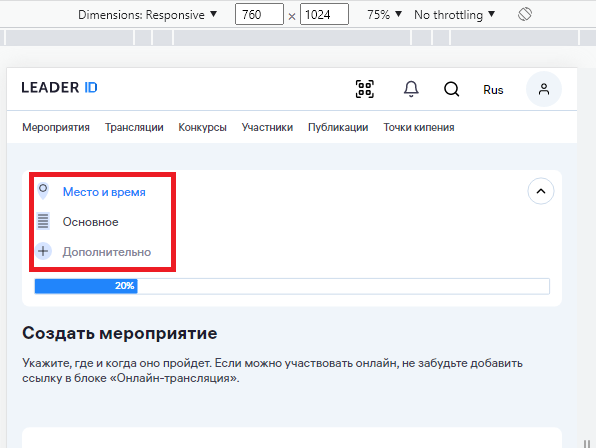 Dimensions: Responsive ▼ 760 × 1024 75% ▼ No throttling ▼
LEADER ID Rus
Мероприятия Трансляции Конкурсы Участники Публикации Точки кипения
Место и время
Основное
Дополнительно
20%
Создать мероприятие
Укажите, где и когда оно пройдет. Если можно участвовать онлайн, не забудьте добавить
ссылку в блоке «Онлайн-трансляция».